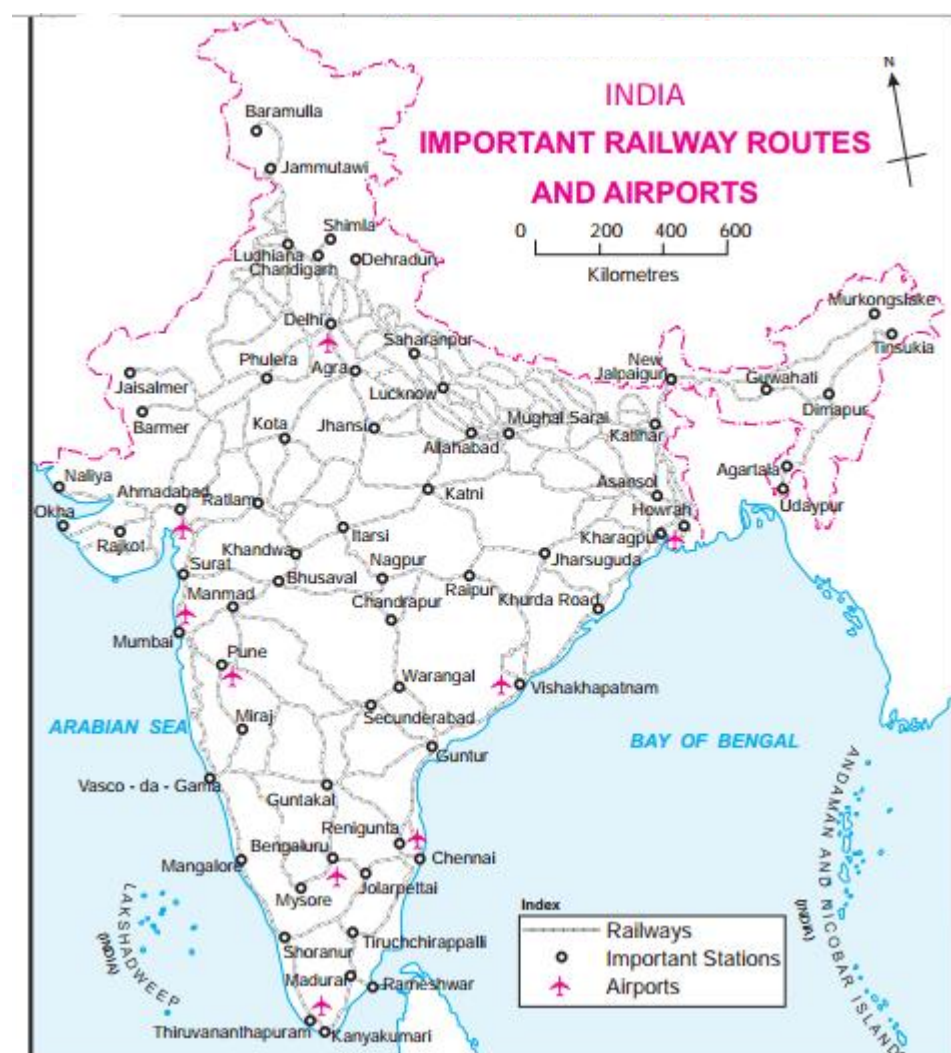 INDIA
IMPORTANT RAILWAY ROUTES
AND AIRPORTS
N
0 200 400 600
Kilometres
Baramulla
Jammutawi
Shimla
Ludhiana
Chandigarh
Dehradun
Delhi
Saharanpur
Murkongslake
Tinsukia
Phulera
Agra
New
Jalpaiguri
Guwahati
Jaisalmer
Lucknow
Dimapur
Barmer
Kota
Jhansi
Mughal Sarai
Allahabad
Katihar
Agartala
Naliya
Ahmadabad
Ratlam
Katni
Asansol
Udaypur
Okha
Rajkot
Itarsi
Howrah
Kharagpur
Khandwa
Nagpur
Jharsuguda
Surat
Bhusaval
Raipur
Manmad
Chandrapur
Khurda Road
Mumbai
Pune
Warangal
Vishakhapatnam
Secunderabad
ARABIAN SEA
Miraj
BAY OF BENGAL
Guntur
Vasco - da - Gama
Guntakal
Renigunta
Bengaluru
Chennai
Mangalore
Jolarpettai
Mysore
Tiruchchirappalli
Shoranur
Madurai
Rameshwar
Thiruvananthapuram
Kanyakumari
LAKSHADWEEP
(INDIA)
ANDAMAN AND NICOBAR ISLAND
(INDIA)
Index
Railways
Important Stations
Airports